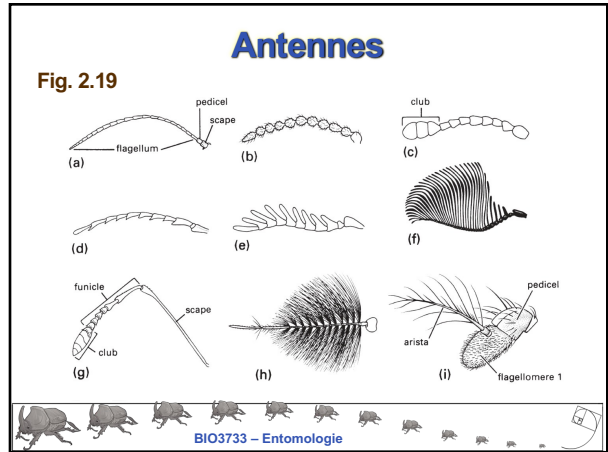 Antennes
Fig. 2.19
pedicel
scape
flagellum
(a)
(b)
club
(c)
(d)
(e)
(f)
funicle
scape
club
(g)
(h)
pedicel
arista
flagellomere 1
(i)
BIO3733 – Entomologie